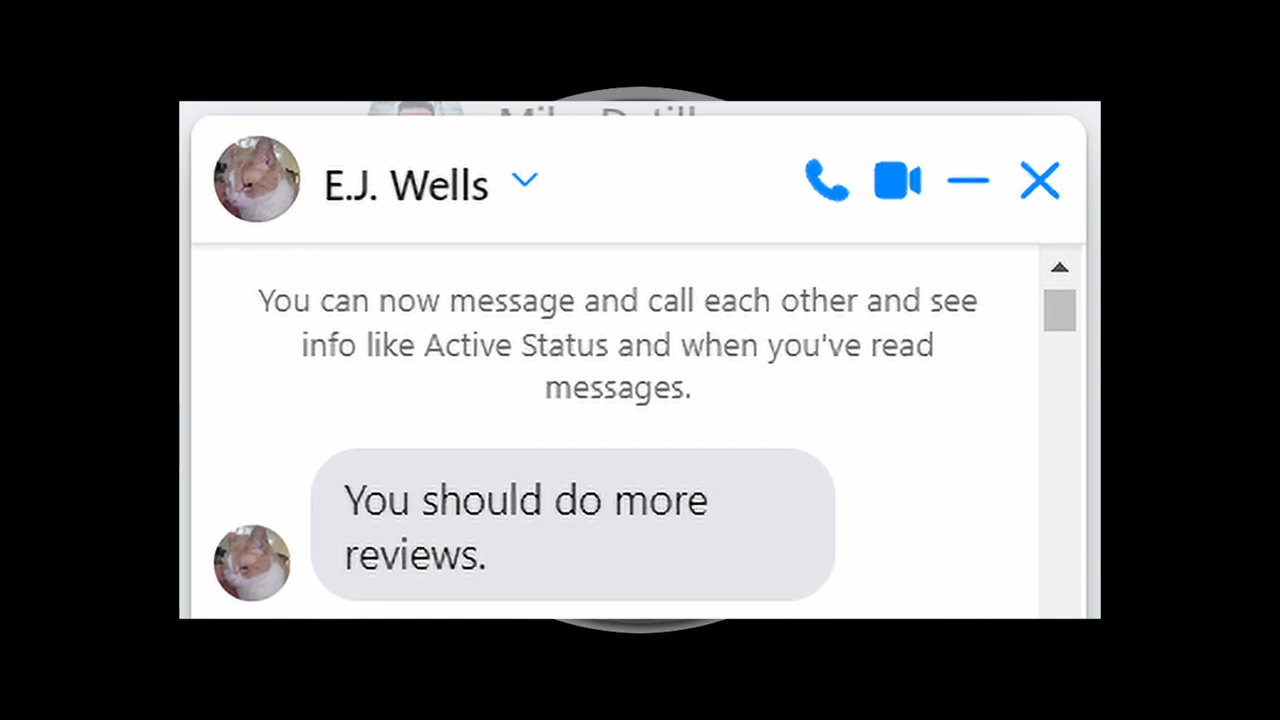 E.J. Wells
You can now message and call each other and see
info like Active Status and when you've read
messages.
You should do more
reviews.